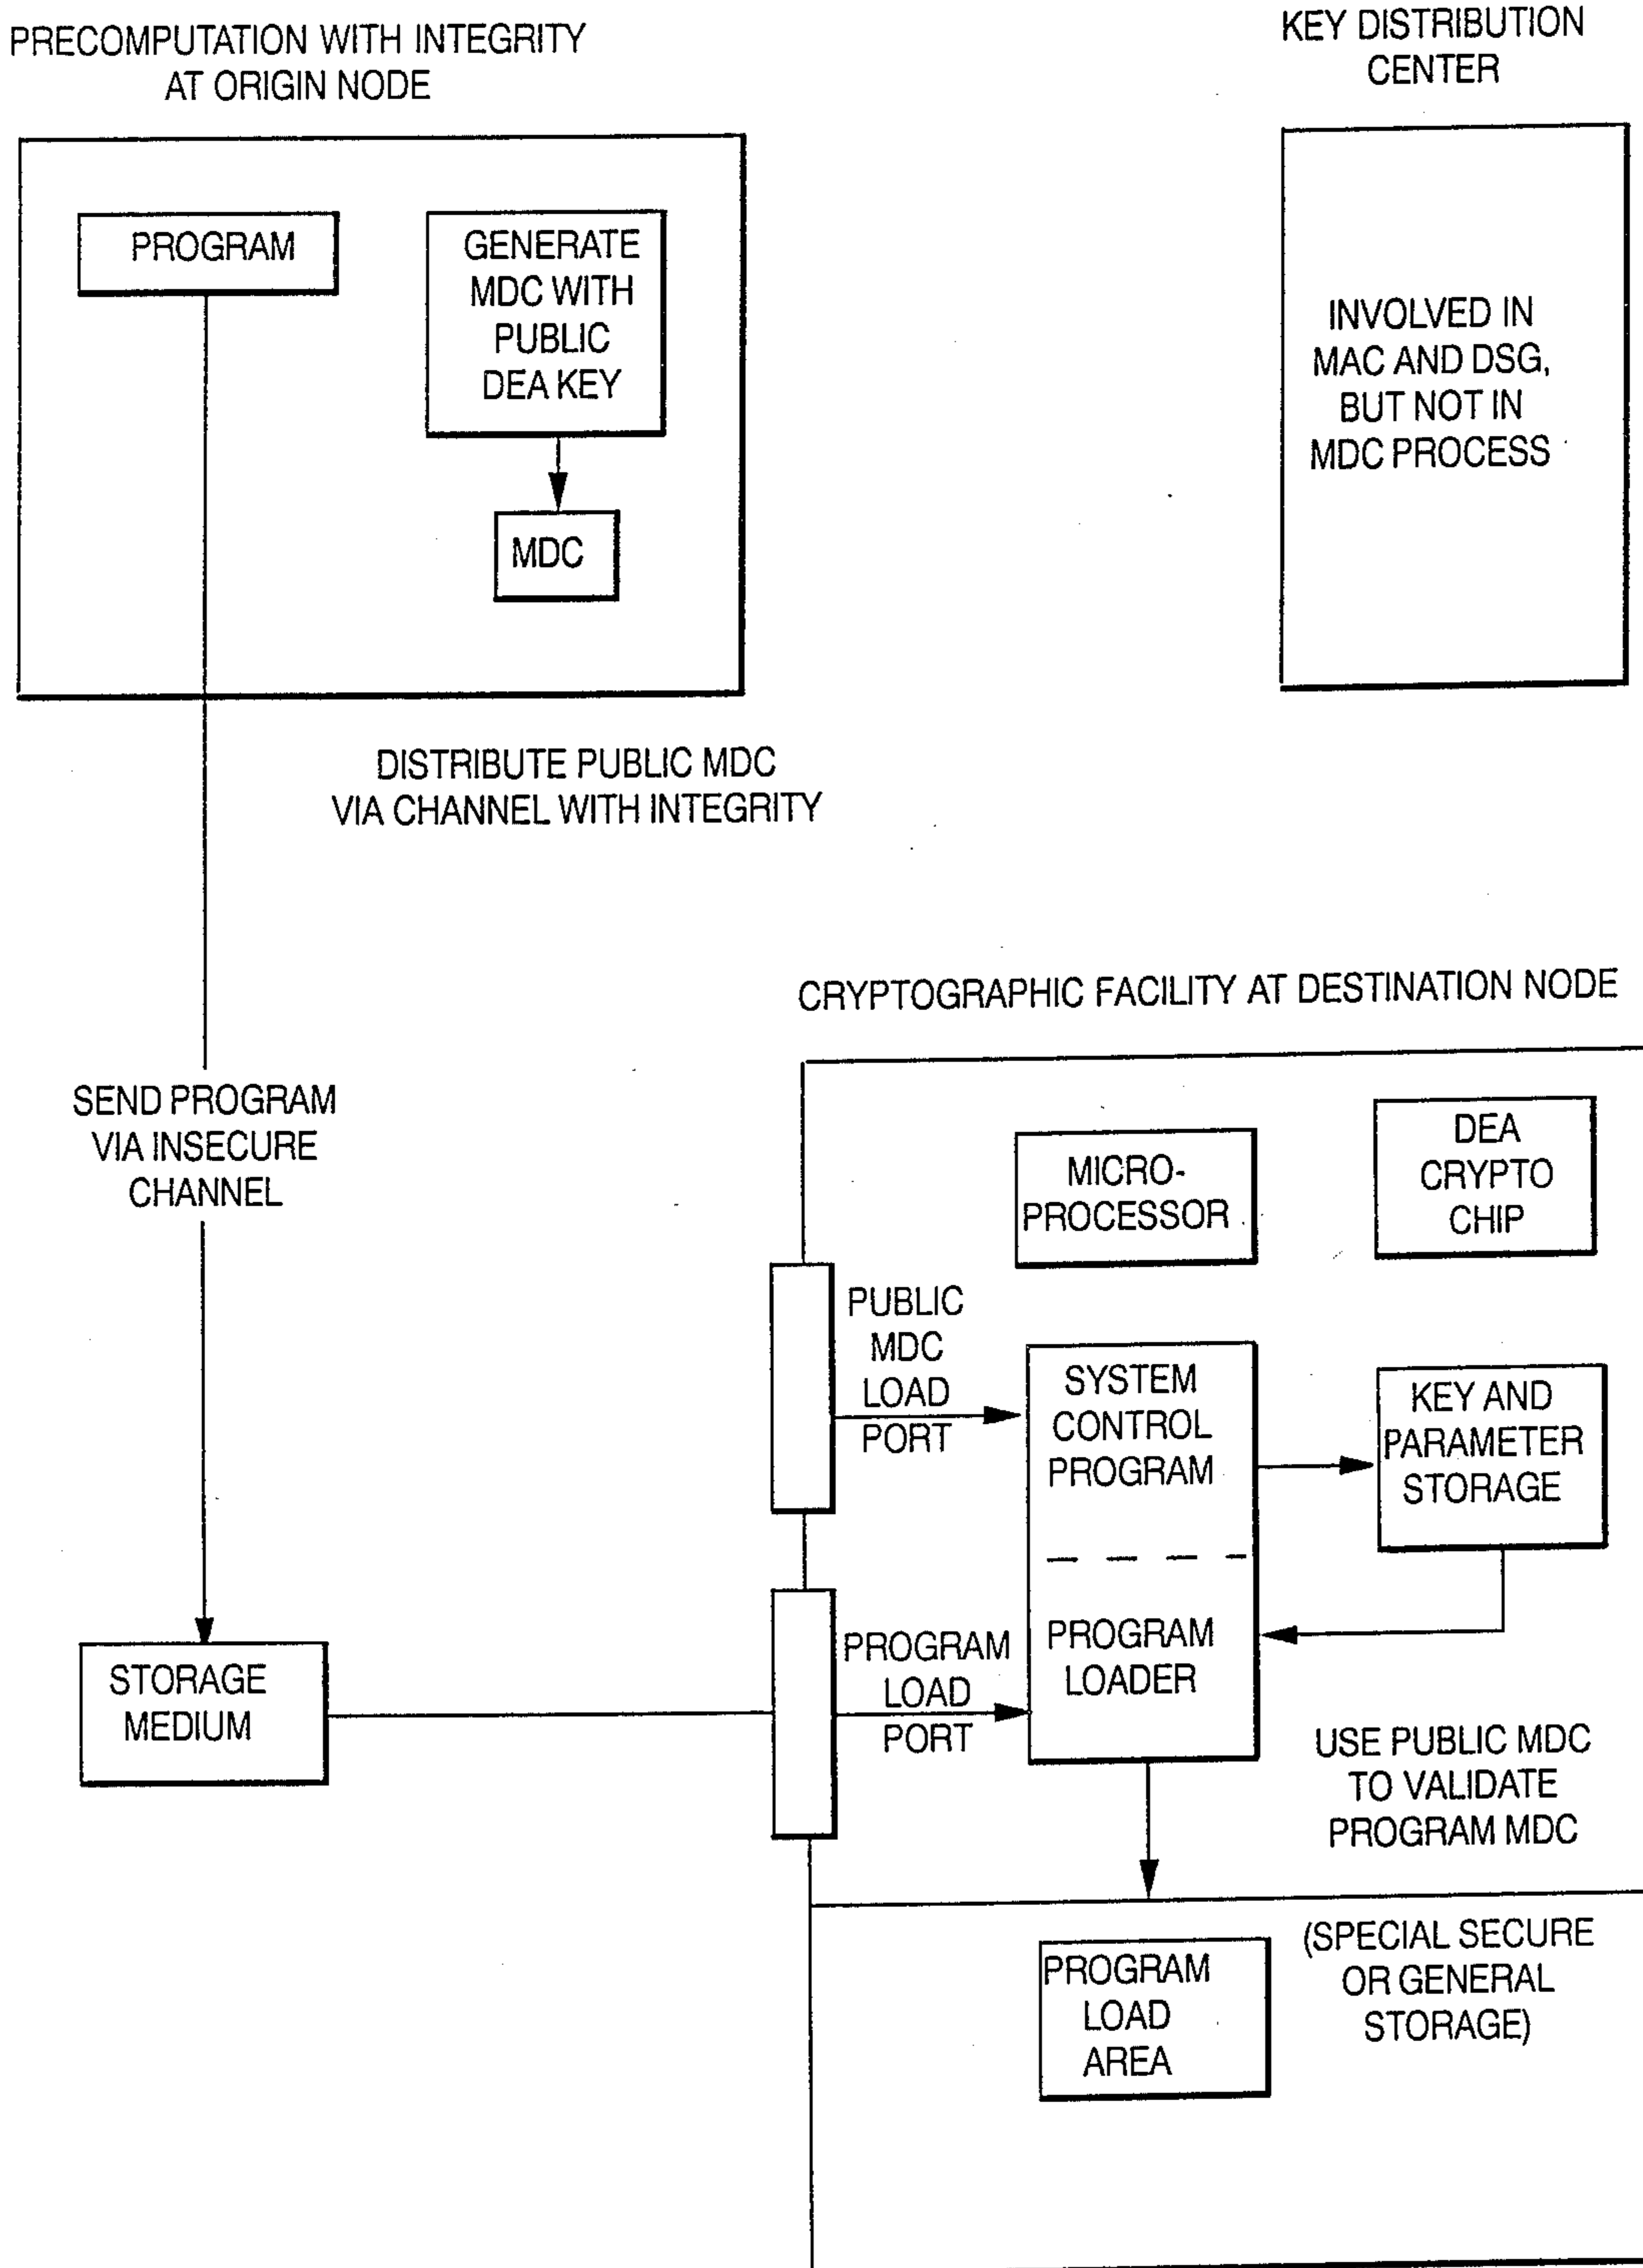 PRECOMPUTATION WITH INTEGRITY
AT ORIGIN NODE
KEY DISTRIBUTION
CENTER
PROGRAM
GENERATE
MDC WITH
PUBLIC
DEA KEY
MDC
INVOLVED IN
MAC AND DSG,
BUT NOT IN
MDC PROCESS
DISTRIBUTE PUBLIC MDC
VIA CHANNEL WITH INTEGRITY
SEND PROGRAM
VIA INSECURE
CHANNEL
STORAGE
MEDIUM
CRYPTOGRAPHIC FACILITY AT DESTINATION NODE
MICRO-
PROCESSOR
DEA
CRYPTO
CHIP
PUBLIC
MDC
LOAD
PORT
SYSTEM
CONTROL
PROGRAM
KEY AND
PARAMETER
STORAGE
PROGRAM
LOAD
PORT
PROGRAM
LOADER
USE PUBLIC MDC
TO VALIDATE
PROGRAM MDC
PROGRAM
LOAD
AREA
(SPECIAL SECURE
OR GENERAL
STORAGE)